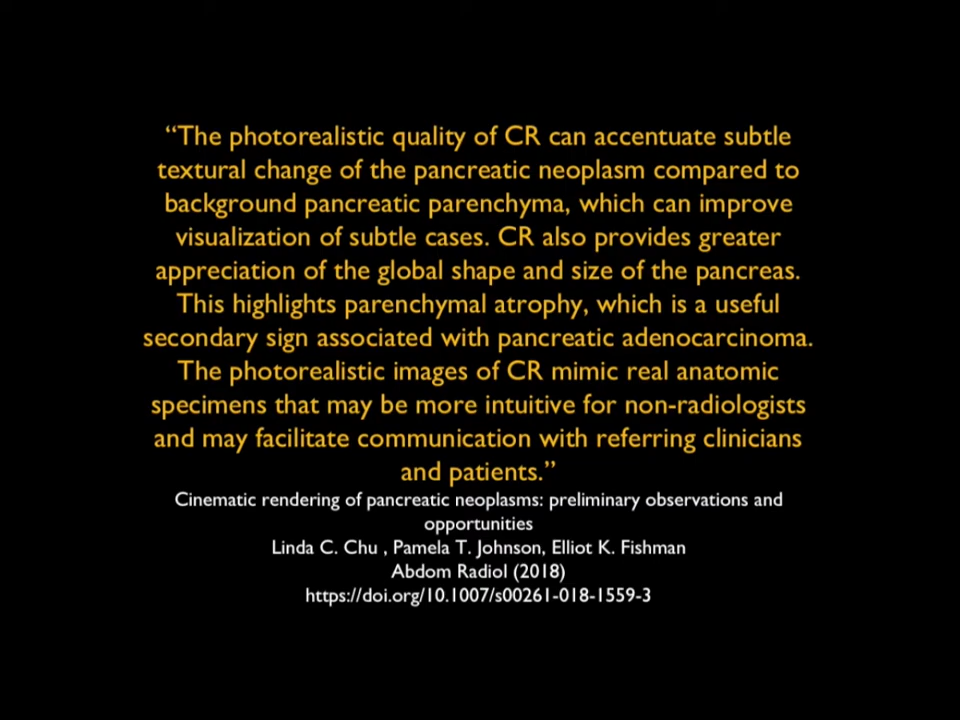 “The photorealistic quality of CR can accentuate subtle
textural change of the pancreatic neoplasm compared to
background pancreatic parenchyma, which can improve
visualization of subtle cases. CR also provides greater
appreciation of the global shape and size of the pancreas.
This highlights parenchymal atrophy, which is a useful
secondary sign associated with pancreatic adenocarcinoma.
The photorealistic images of CR mimic real anatomic
specimens that may be more intuitive for non-radiologists
and may facilitate communication with referring clinicians
and patients.”
Cinematic rendering of pancreatic neoplasms: preliminary observations and
opportunities
Linda C. Chu , Pamela T. Johnson, Elliot K. Fishman
Abdom Radiol (2018)
https://doi.org/10.1007/s00261-018-1559-3